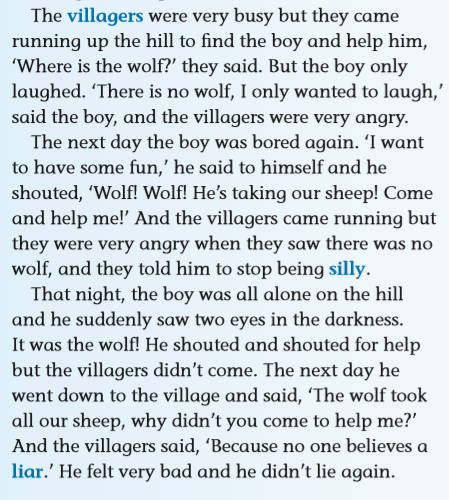 The villagers were very busy but they came
running up the hill to find the boy and help him,
‘Where is the wolf?’ they said. But the boy only
laughed. ‘There is no wolf, I only wanted to laugh,’
said the boy, and the villagers were very angry.
The next day the boy was bored again. ‘I want
to have some fun,’ he said to himself and he
shouted, ‘Wolf! Wolf! He’s taking our sheep! Come
and help me!’ And the villagers came running but
they were very angry when they saw there was no
wolf, and they told him to stop being silly.
That night, the boy was all alone on the hill
and he suddenly saw two eyes in the darkness.
It was the wolf! He shouted and shouted for help
but the villagers didn’t come. The next day he
went down to the village and said, ‘The wolf took
all our sheep, why didn’t you come to help me?’
And the villagers said, ‘Because no one believes a
liar.’ He felt very bad and he didn’t lie again.